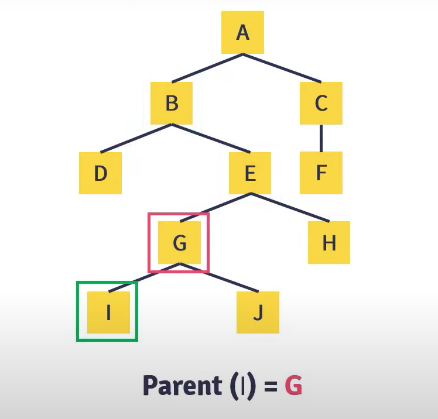 A
B C
D E F
G H
I J
Parent (I) = G